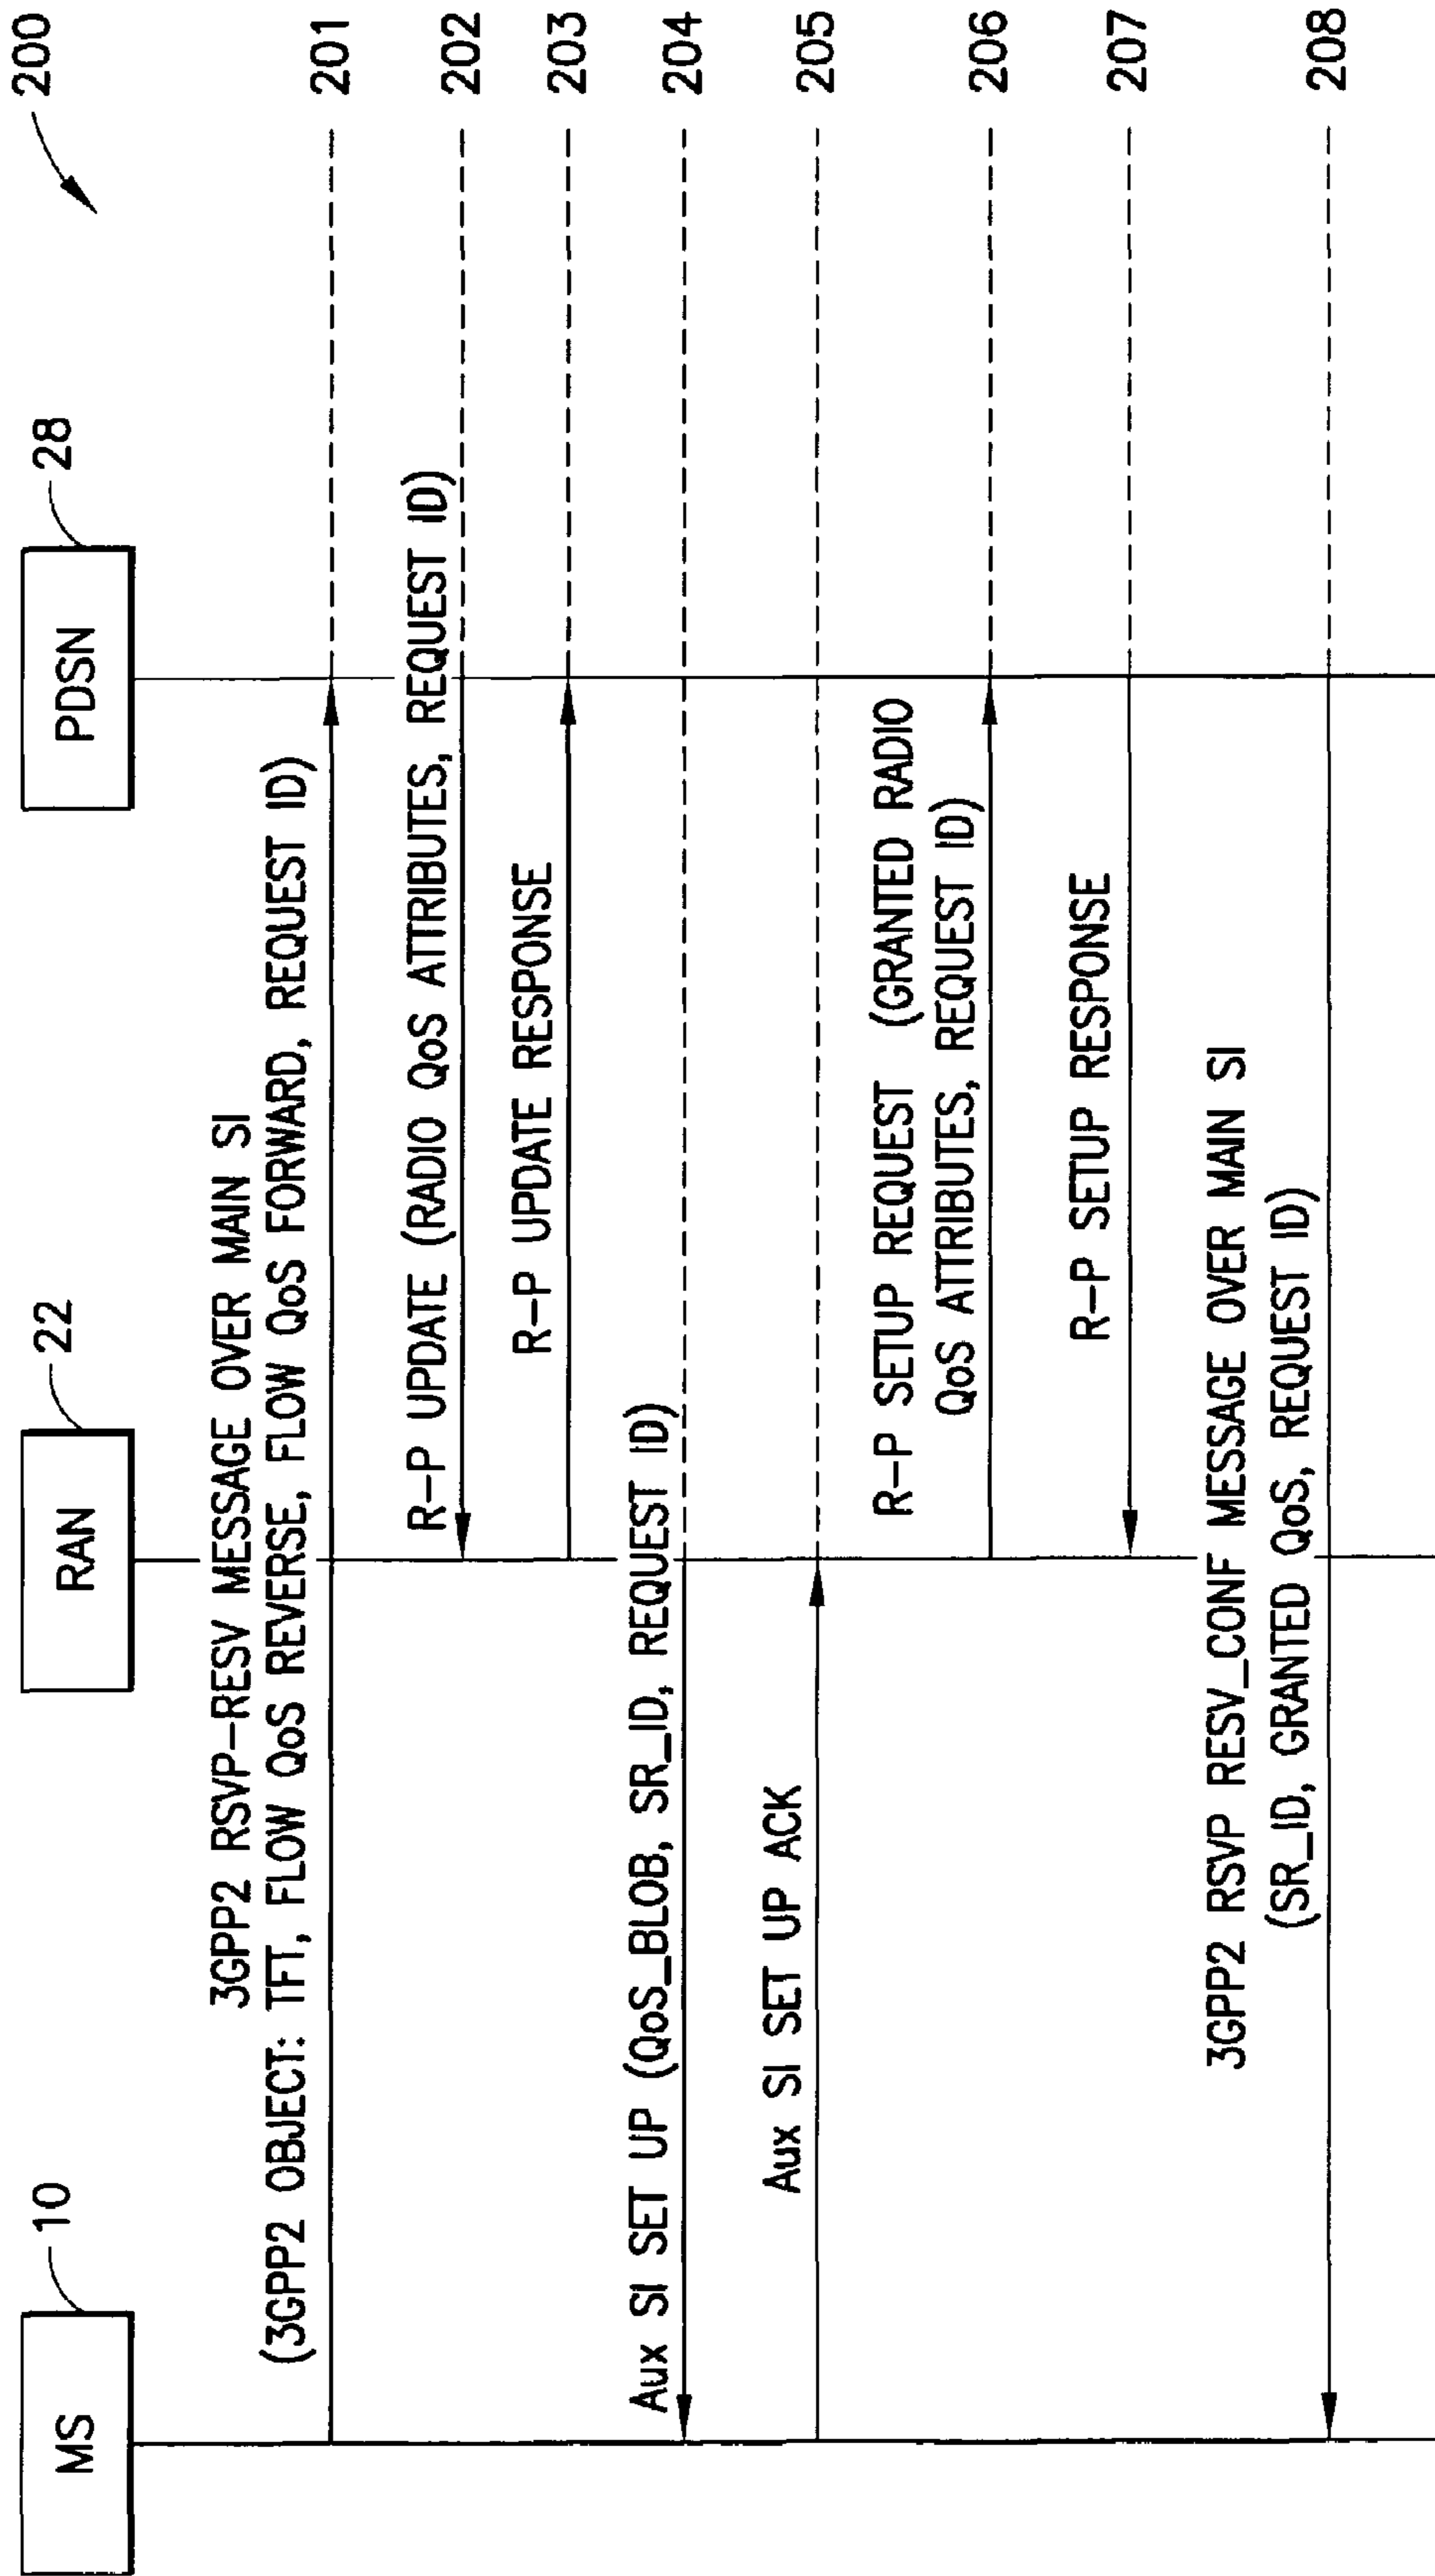 200
MS
10
RAN
22
PDSN
28
3GPP2 RSVP-RESV MESSAGE OVER MAIN SI
(3GPP2 OBJECT: TFT, FLOW QoS REVERSE, FLOW QoS FORWARD, REQUEST ID)
201
R-P UPDATE (RADIO QoS ATTRIBUTES, REQUEST ID)
202
R-P UPDATE RESPONSE
203
Aux SI SET UP (QoS_BLOB, SR_ID, REQUEST ID)
204
Aux SI SET UP ACK
205
R-P SETUP REQUEST (GRANTED RADIO
QoS ATTRIBUTES, REQUEST ID)
206
R-P SETUP RESPONSE
207
3GPP2 RSVP RESV_CONF MESSAGE OVER MAIN SI
(SR_ID, GRANTED QoS, REQUEST ID)
208